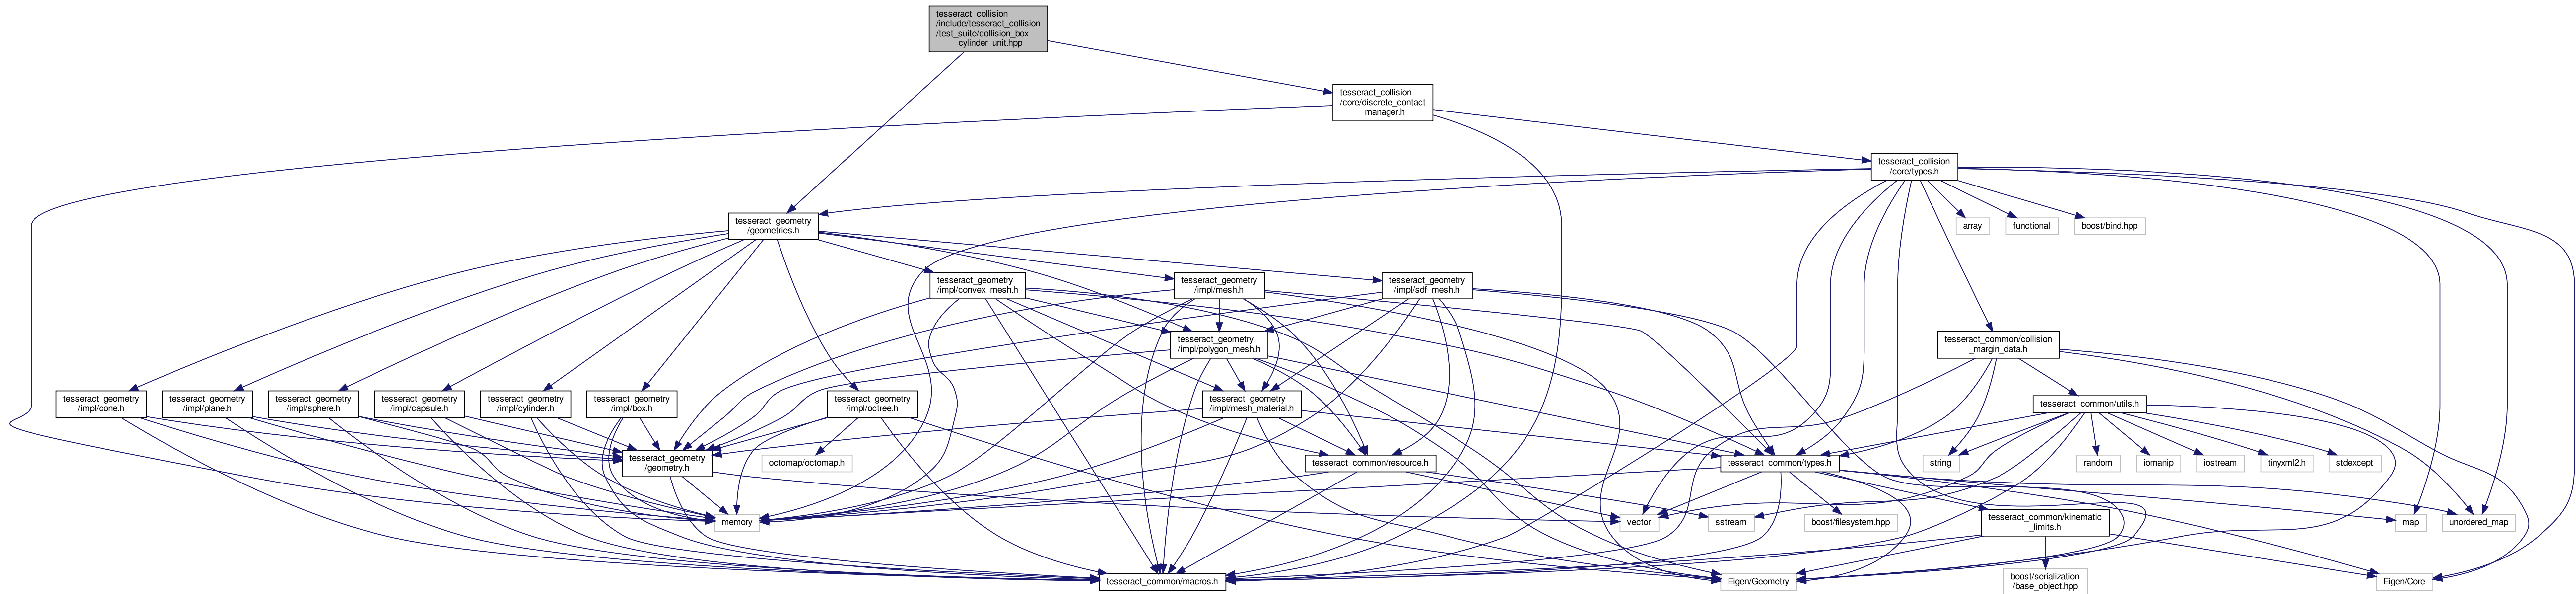 tesseract_collision
/include/tesseract_collision
/test_suite/collision_box
_cylinder_unit.hpp
tesseract_collision
/core/discrete_contact
_manager.h
tesseract_collision
/core/types.h
tesseract_geometry
/geometries.h
array
functional
boost/bind.hpp
tesseract_geometry
/impl/convex_mesh.h
tesseract_geometry
/impl/mesh.h
tesseract_geometry
/impl/sdf_mesh.h
tesseract_geometry
/impl/polygon_mesh.h
tesseract_common/collision
_margin_data.h
tesseract_geometry
/impl/cone.h
tesseract_geometry
/impl/plane.h
tesseract_geometry
/impl/sphere.h
tesseract_geometry
/impl/capsule.h
tesseract_geometry
/impl/cylinder.h
tesseract_geometry
/impl/box.h
tesseract_geometry
/impl/octree.h
tesseract_geometry
/impl/mesh_material.h
tesseract_common/utils.h
tesseract_geometry
/geometry.h
octomap/octomap.h
tesseract_common/resource.h
tesseract_common/types.h
string
random
iomanip
iostream
tinyxml2.h
stdexcept
memory
vector
sstream
boost/filesystem.hpp
tesseract_common/kinematic
_limits.h
map
unordered_map
tesseract_common/macros.h
Eigen/Geometry
boost/serialization
/base_object.hpp
Eigen/Core